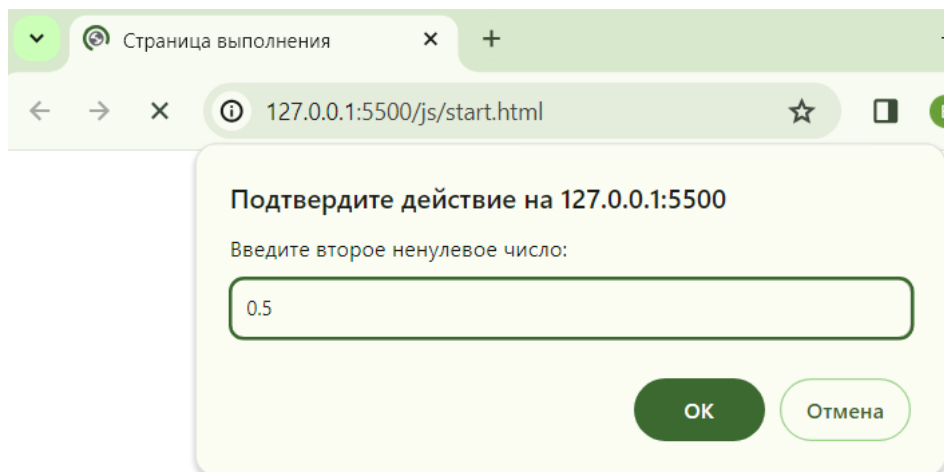 Страница выполнения
127.0.0.1:5500/js/start.html
Подтвердите действие на 127.0.0.1:5500
Введите второе ненулевое число:
0.5
ОК Отмена